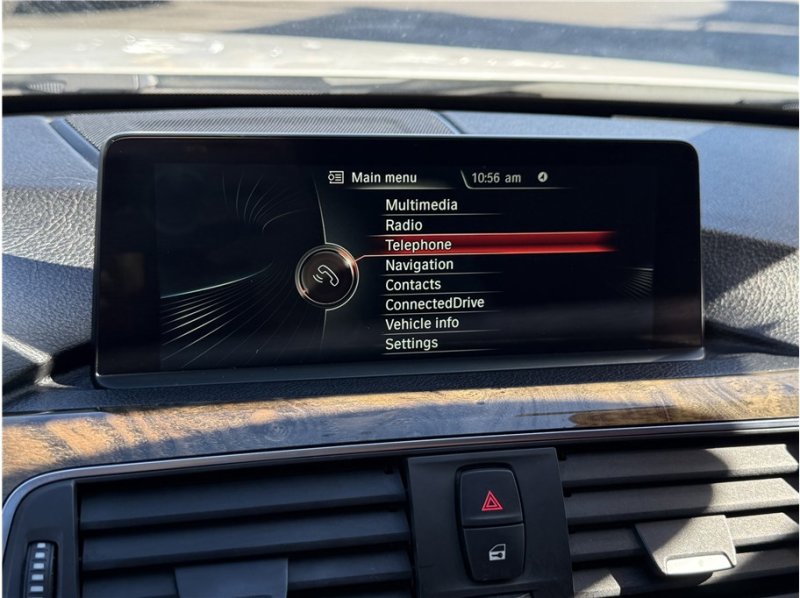 Main menu
10:56 am
Multimedia
Radio
Telephone
Navigation
Contacts
ConnectedDrive
Vehicle info
Settings